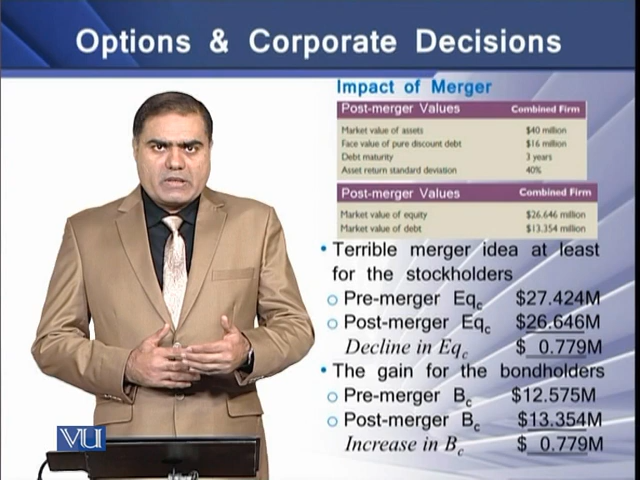 Options & Corporate Decisions
Impact of Merger
Post-merger Values Combined Firm
Market value of assets $40 million
Face value of pure discount debt $16 million
Debt maturity 3 years
Asset return standard deviation 40%
Post-merger Values Combined Firm
Market value of equity $26.646 million
Market value of debt $13.354 million
• Terrible merger idea at least
for the stockholders
o Pre-merger Eqc $27.424M
o Post-merger Eqc $26.646M
Decline in Eqc $ 0.779M
• The gain for the bondholders
o Pre-merger Bc $12.575M
o Post-merger Bc $13.354M
Increase in Bc $ 0.779M
VU